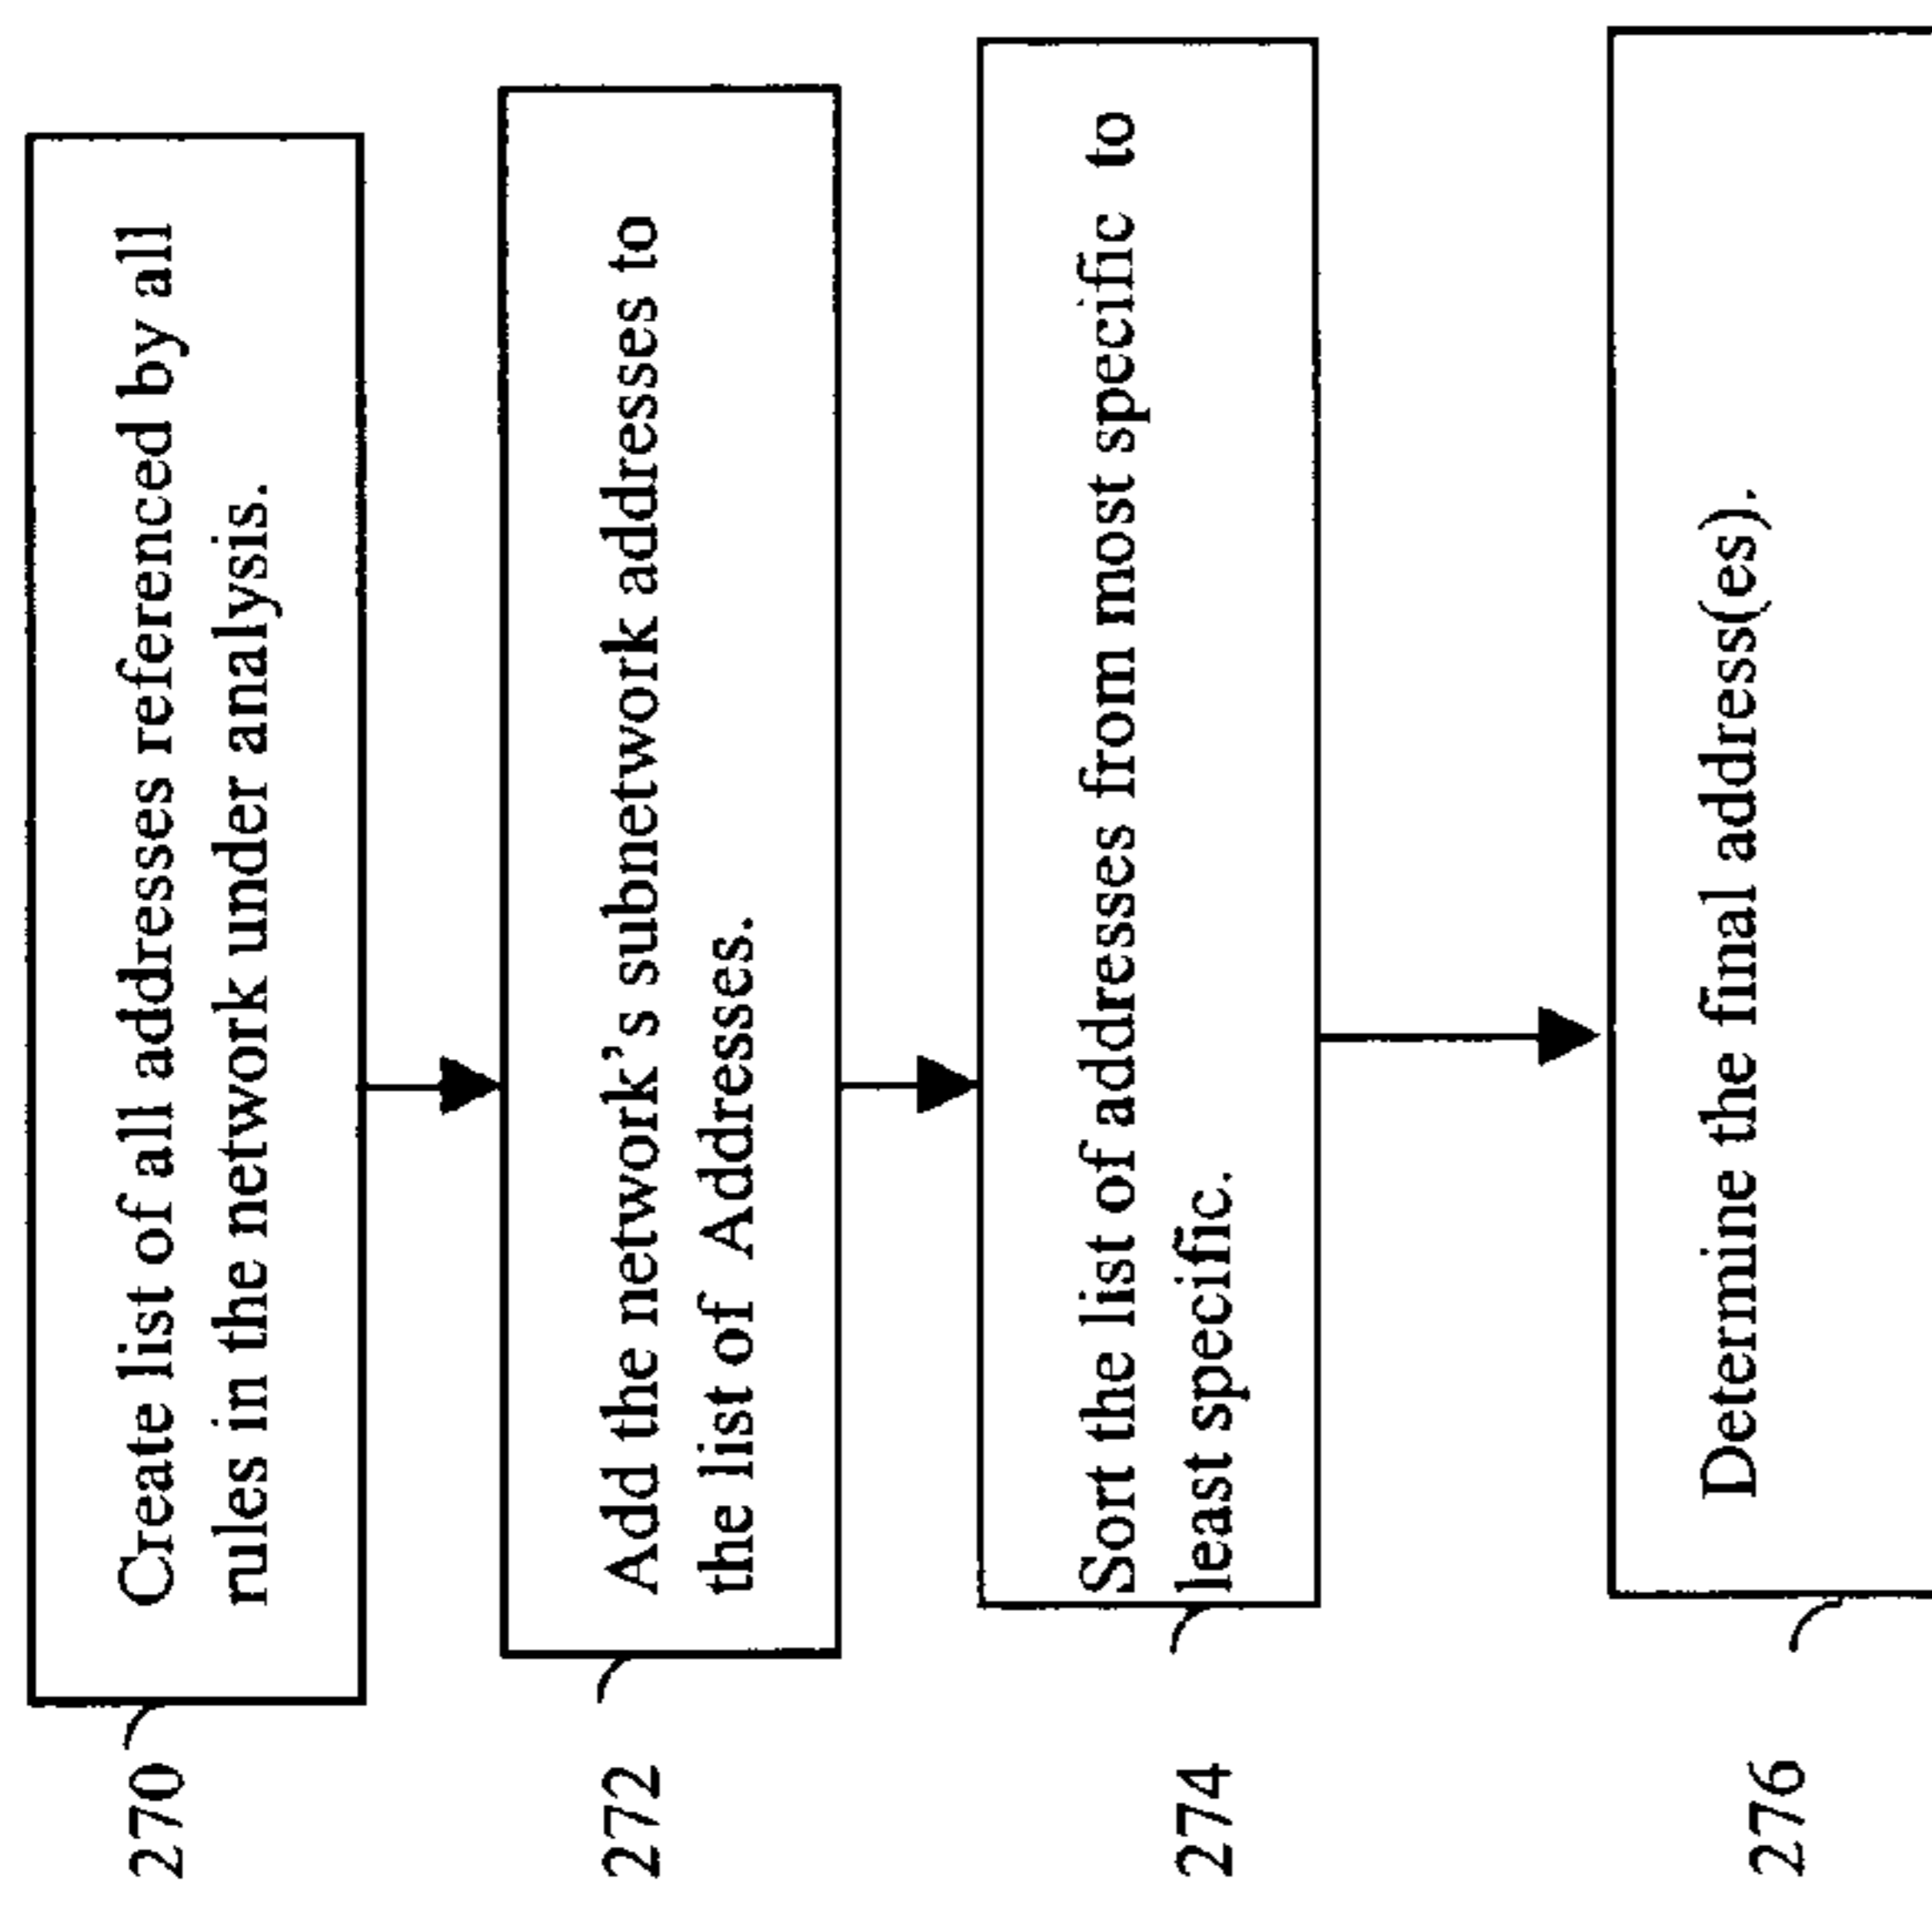 270
Create list of all addresses referenced by all
rules in the network under analysis.
272
Add the network's subnetwork addresses to
the list of Addresses.
274
Sort the list of addresses from most specific to
least specific.
276
Determine the final address(es).